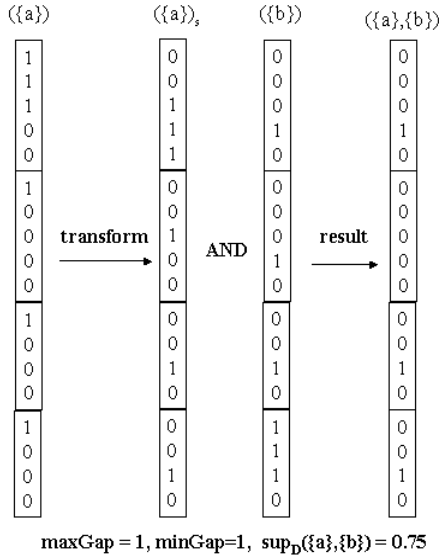 ({a}) ({a})s ({b}) ({a},{b})
1 0 0 0
1 0 0 0
1 1 0 0
0 1 1 1
0 1 0 0
1 0 0 0
0 0 0 0
0 transform 1 AND 0 result 0
0 0 1 0
0 0 0 0
1 0 0 0
0 0 0 0
0 1 1 1
0 0 0 0
1 0 1 0
0 0 1 0
0 1 1 1
0 0 0 0
maxGap = 1, minGap=1, supD({a},{b}) = 0.75